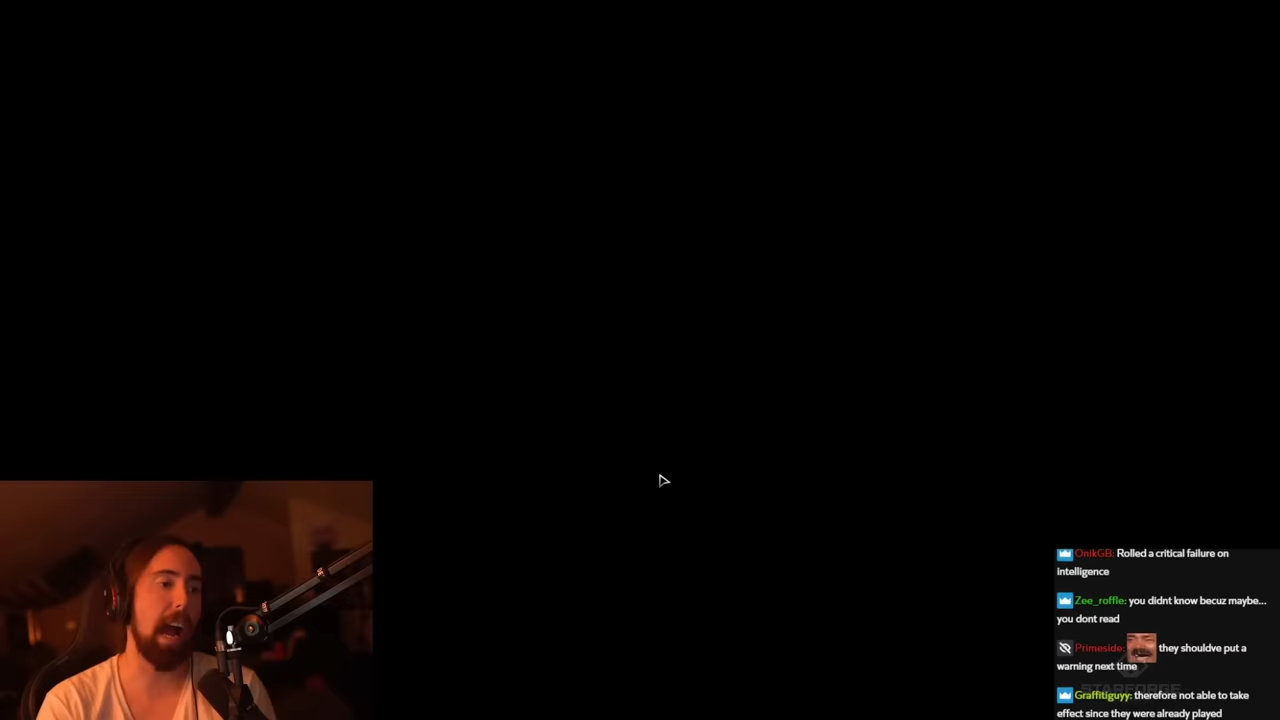 OnikGB: Rolled a critical failure on
intelligence
Zee_roffle: you didnt know becuz maybe...
you dont read
Primeside: they shouldve put a
warning next time
STARFORGE
Graffitiguyy: therefore not able to take
effect since they were already played